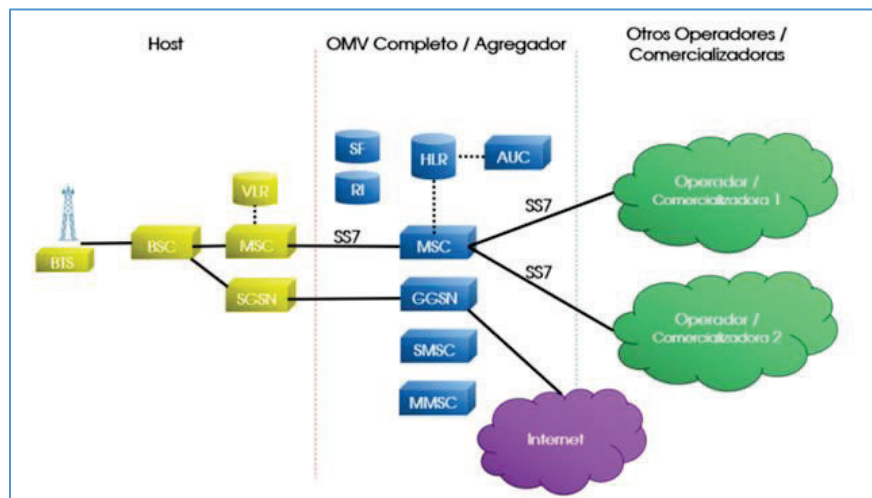 Host
OMV Completo / Agregador
Otros Operadores /
Comercializadoras
SF
HLR
AUC
VLR
RI
Operador /
Comercializadora 1
SS7
BTS
BSC
MSC
SS7
MSC
SS7
SGSN
GGSN
Operador /
Comercializadora 2
SMSC
MMSC
Internet